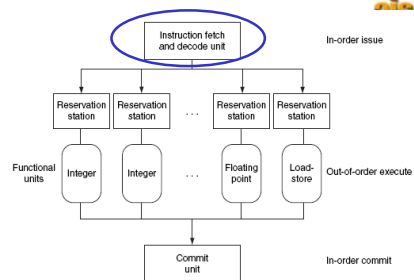 Instruction fetch
and decode unit
In-order issue
Reservation
station
Reservation
station
. . .
Reservation
station
Reservation
station
Functional
units
Integer
Integer
. . .
Floating
point
Load-
store
Out-of-order execute
Commit
unit
In-order commit